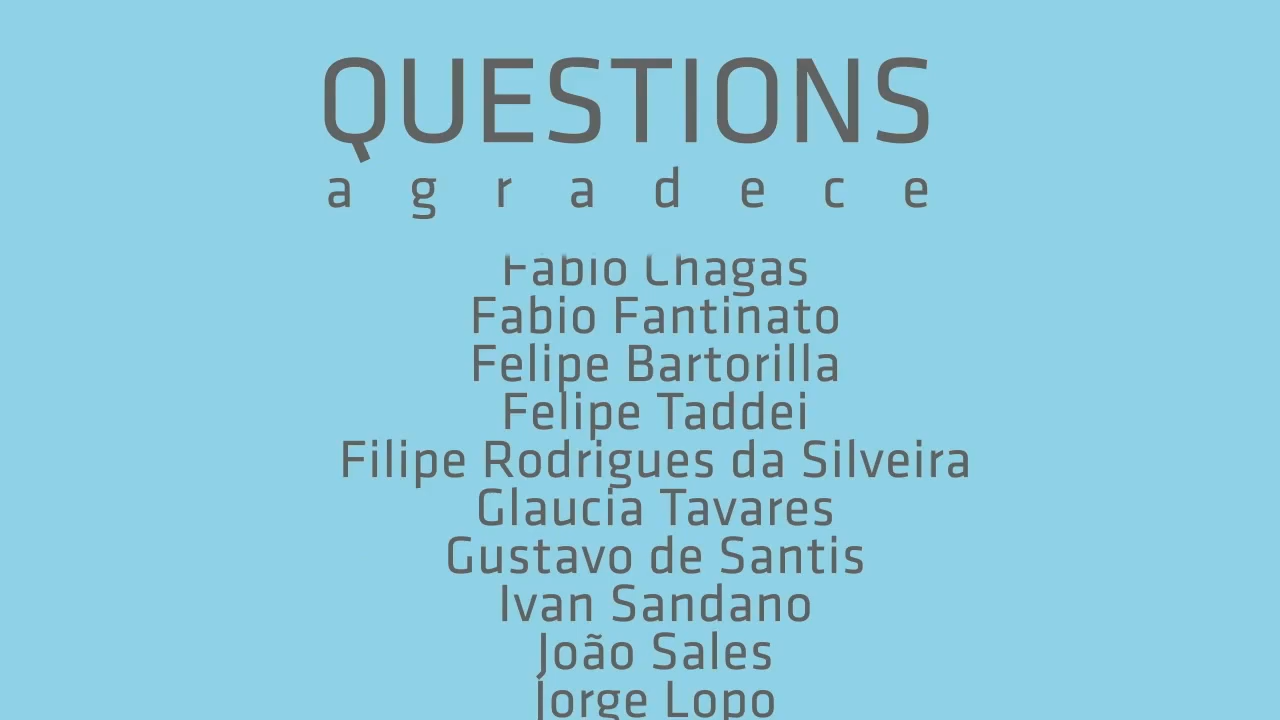 QUESTIONS
agradece
Fabio Chagas
Fabio Fantinato
Felipe Bartorilla
Felipe Taddei
Filipe Rodrigues da Silveira
Glaucia Tavares
Gustavo de Santis
Ivan Sandano
João Sales
Jorge Lopo